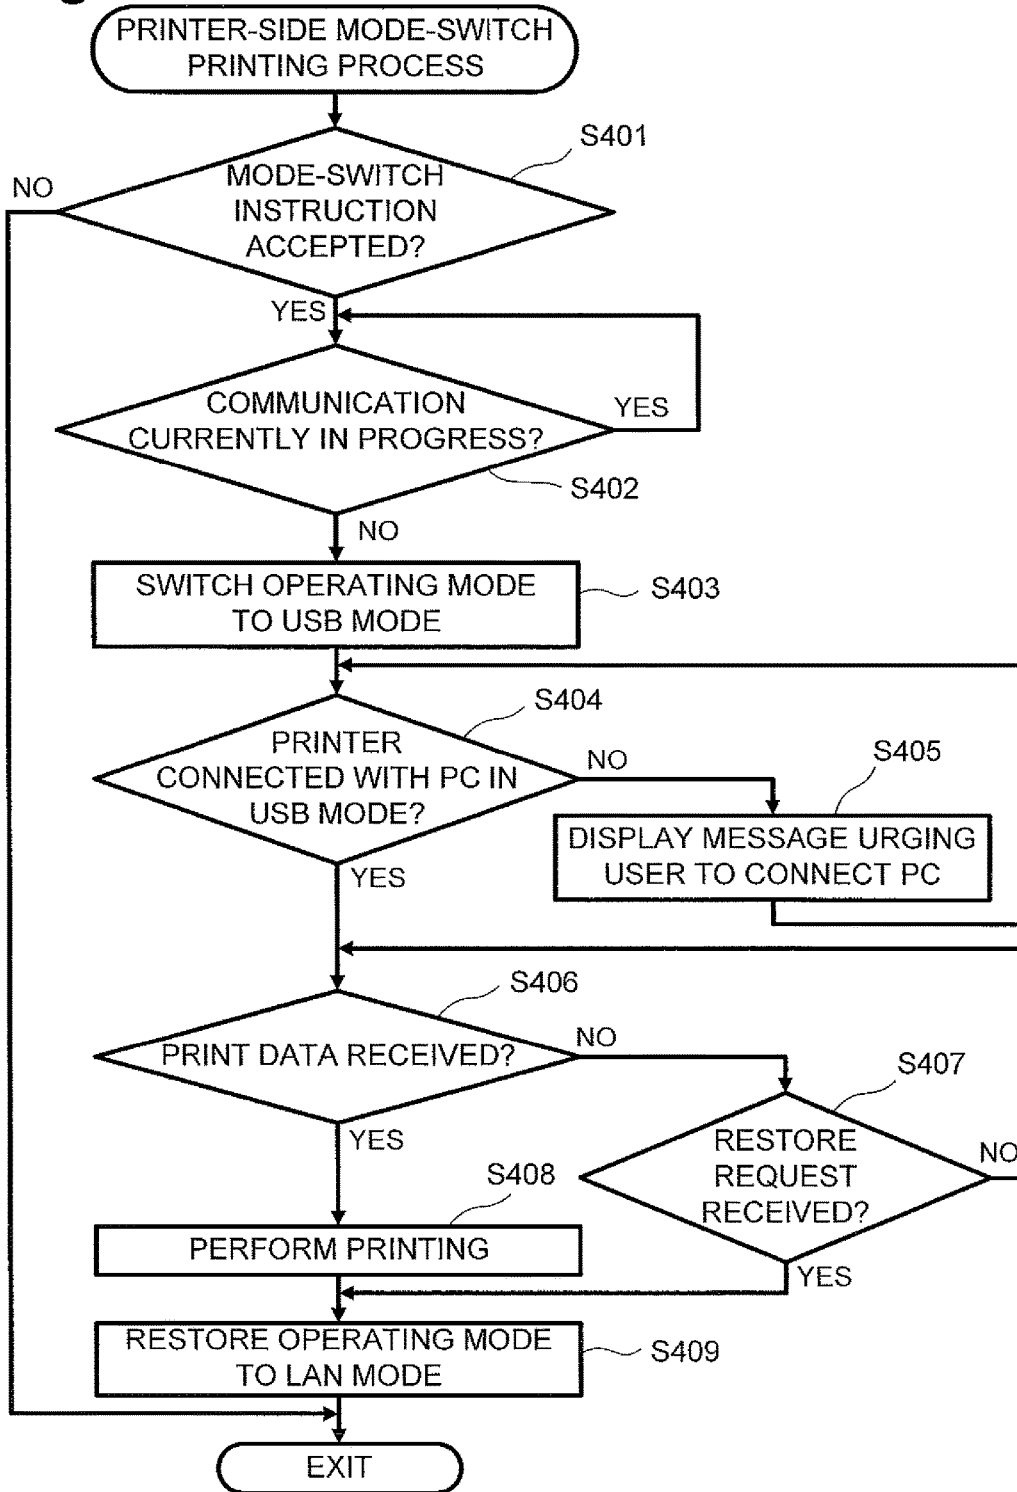 PRINTER-SIDE MODE-SWITCH
PRINTING PROCESS
S401
NO
MODE-SWITCH
INSTRUCTION
ACCEPTED?
YES
COMMUNICATION
CURRENTLY IN PROGRESS?
YES
S402
NO
SWITCH OPERATING MODE
TO USB MODE
S403
S404
PRINTER
CONNECTED WITH PC IN
USB MODE?
NO
S405
DISPLAY MESSAGE URGING
USER TO CONNECT PC
YES
S406
PRINT DATA RECEIVED?
NO
S407
RESTORE
REQUEST
RECEIVED?
NO
YES
S408
PERFORM PRINTING
YES
RESTORE OPERATING MODE
TO LAN MODE
S409
EXIT